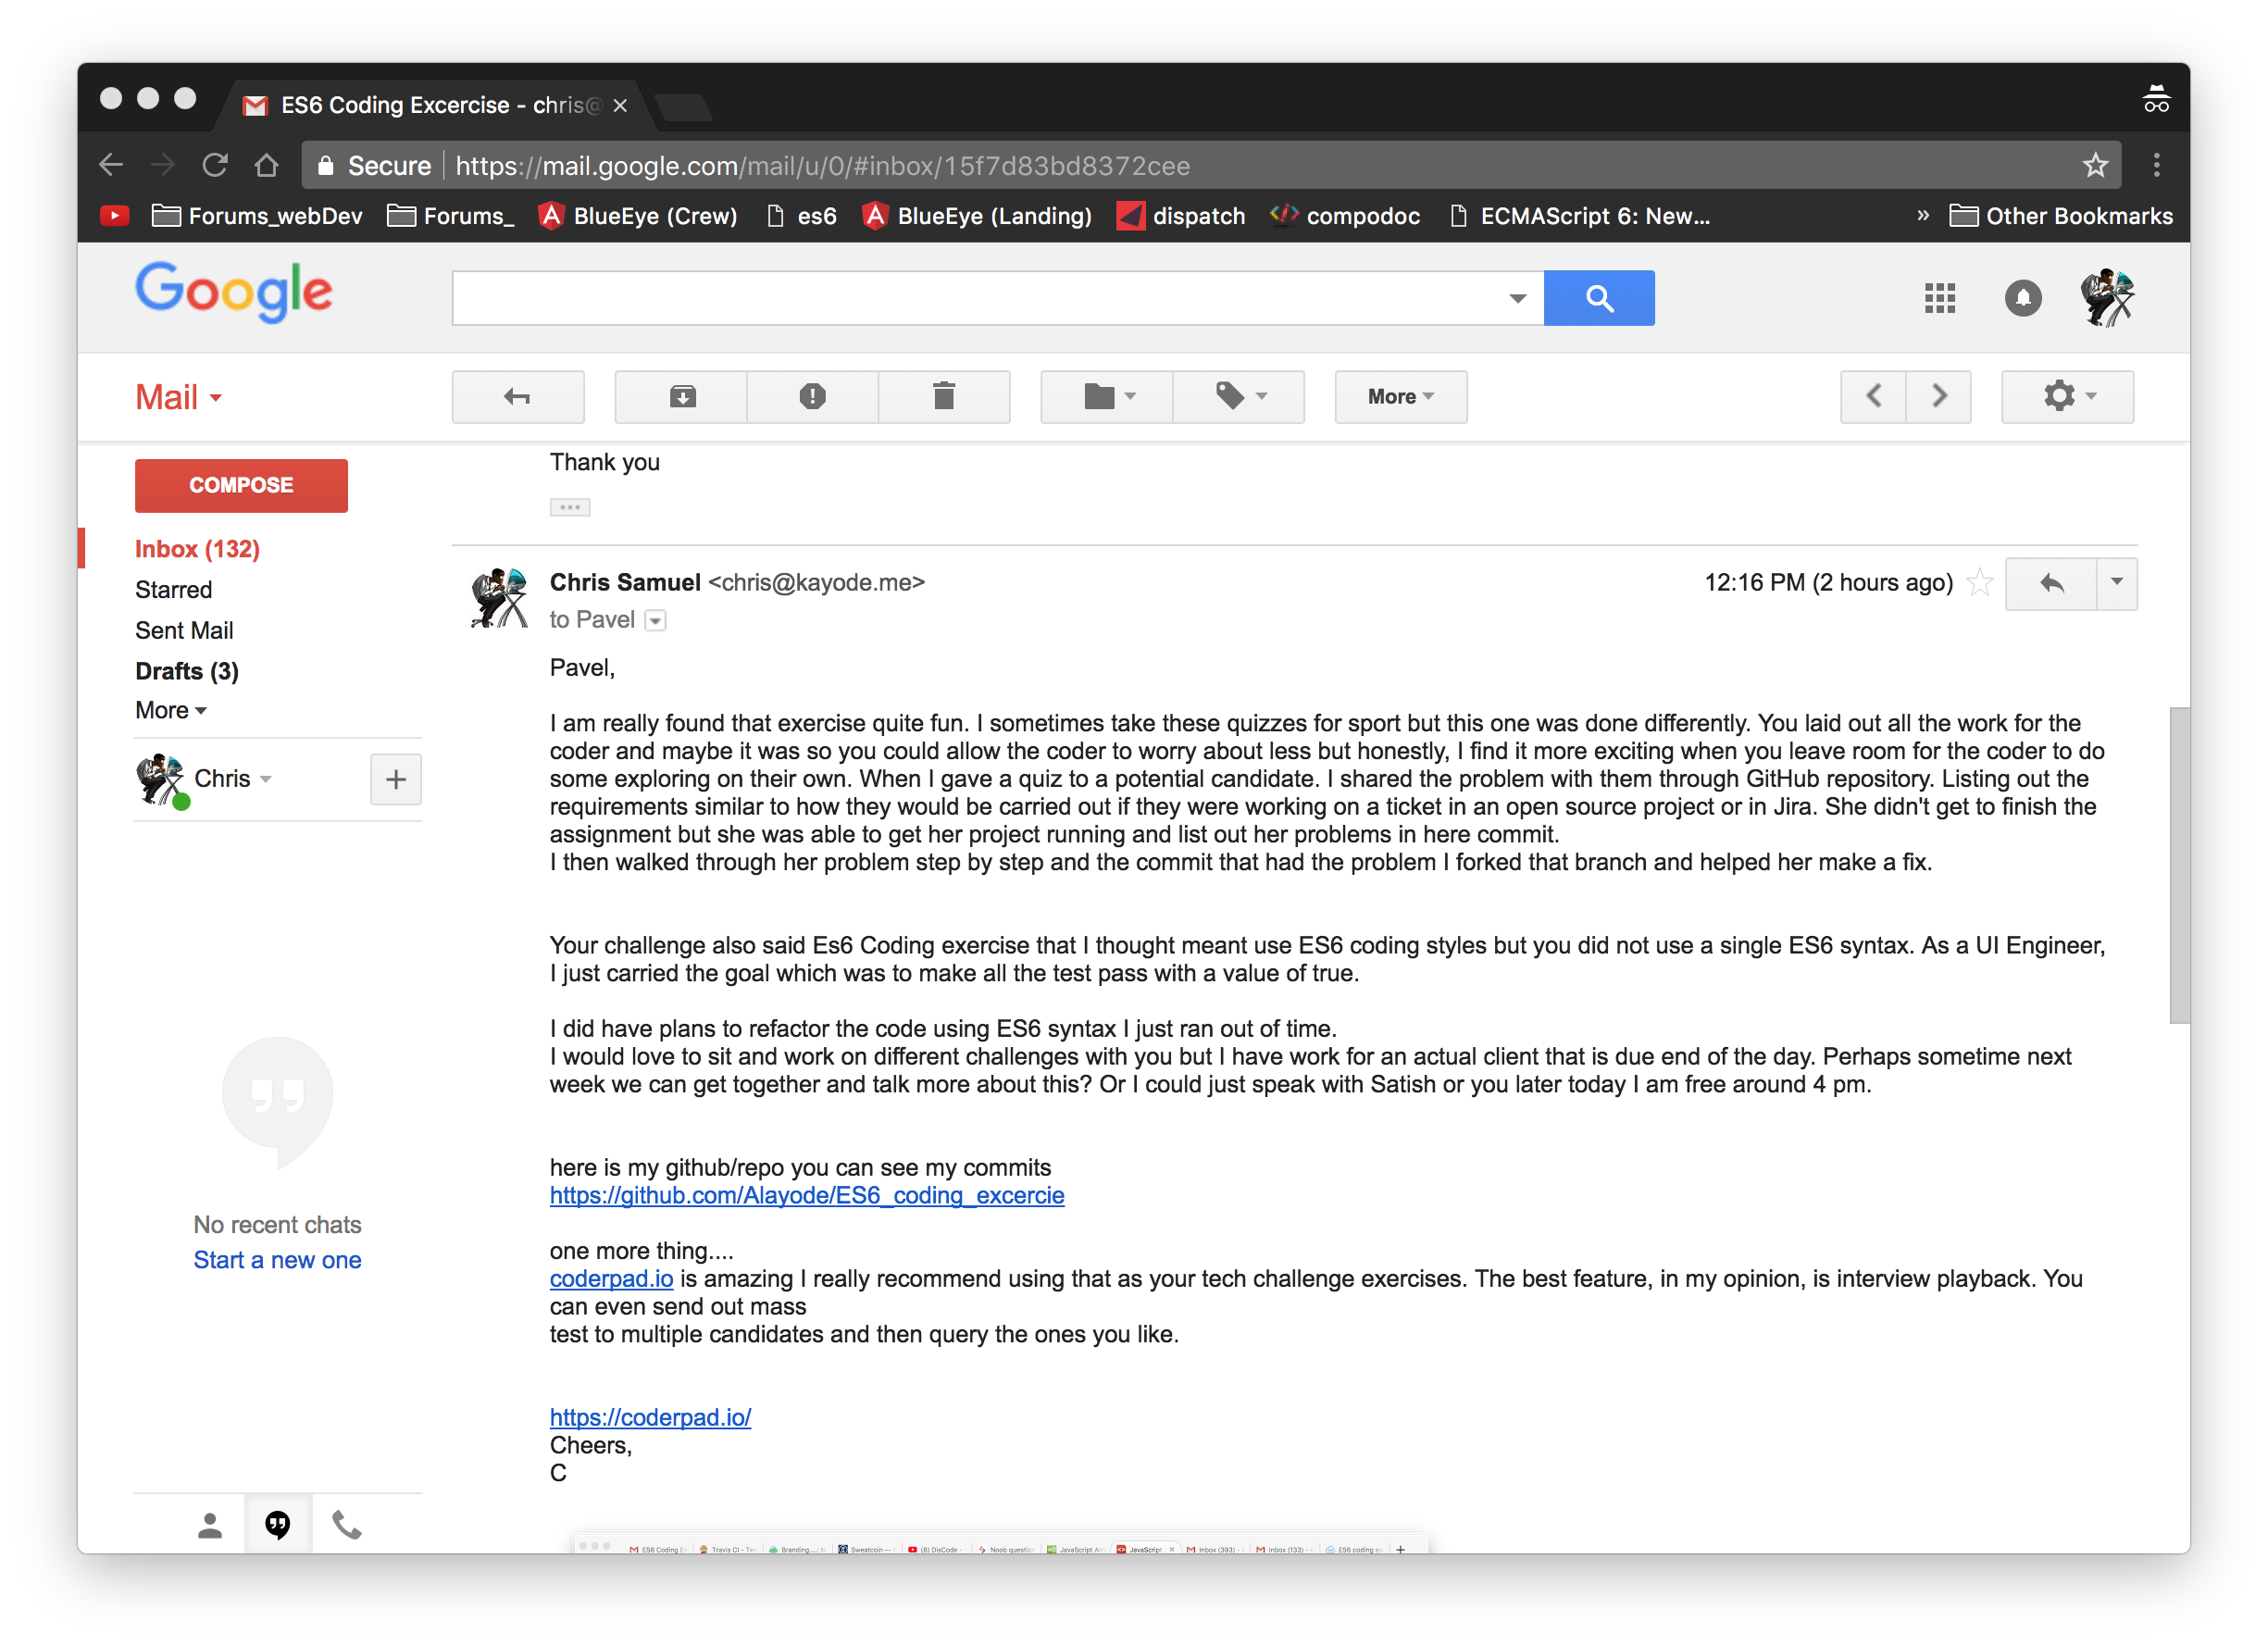 ES6 Coding Excercise - chris@
Secure https://mail.google.com/mail/u/0/#inbox/15f7d83bd8372cee
Forums_webDev Forums_ BlueEye (Crew) es6 BlueEye (Landing) dispatch compodoc ECMAScript 6: New... » Other Bookmarks
Google
Mail More
COMPOSE
Inbox (132)
Starred
Sent Mail
Drafts (3)
More
Chris
No recent chats
Start a new one
Thank you
Chris Samuel <chris@kayode.me> 12:16 PM (2 hours ago)
to Pavel
Pavel,
I am really found that exercise quite fun. I sometimes take these quizzes for sport but this one was done differently. You laid out all the work for the
coder and maybe it was so you could allow the coder to worry about less but honestly, I find it more exciting when you leave room for the coder to do
some exploring on their own. When I gave a quiz to a potential candidate. I shared the problem with them through GitHub repository. Listing out the
requirements similar to how they would be carried out if they were working on a ticket in an open source project or in Jira. She didn't get to finish the
assignment but she was able to get her project running and list out her problems in here commit.
I then walked through her problem step by step and the commit that had the problem I forked that branch and helped her make a fix.
Your challenge also said Es6 Coding exercise that I thought meant use ES6 coding styles but you did not use a single ES6 syntax. As a UI Engineer,
I just carried the goal which was to make all the test pass with a value of true.
I did have plans to refactor the code using ES6 syntax I just ran out of time.
I would love to sit and work on different challenges with you but I have work for an actual client that is due end of the day. Perhaps sometime next
week we can get together and talk more about this? Or I could just speak with Satish or you later today I am free around 4 pm.
here is my github/repo you can see my commits
https://github.com/Alayode/ES6_coding_excercie
one more thing....
coderpad.io is amazing I really recommend using that as your tech challenge exercises. The best feature, in my opinion, is interview playback. You
can even send out mass
test to multiple candidates and then query the ones you like.
https://coderpad.io/
Cheers,
C
ES6 Coding Travis CI - Branding...: Sweatcoin — (8) DisCode - Noob question JavaScript JavaScript Inbox (393) - Inbox (133) - ES6 coding